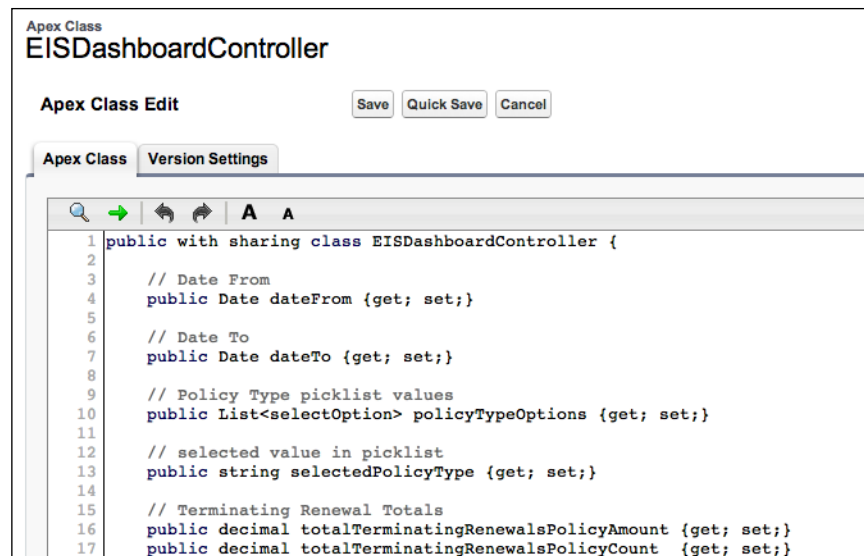 Apex Class
EISDashboardController
Apex Class Edit
Save Quick Save Cancel
Apex Class Version Settings
A A
1 public with sharing class EISDashboardController {
2
3 // Date From
4 public Date dateFrom {get; set;}
5
6 // Date To
7 public Date dateTo {get; set;}
8
9 // Policy Type picklist values
10 public List<selectOption> policyTypeOptions {get; set;}
11
12 // selected value in picklist
13 public string selectedPolicyType {get; set;}
14
15 // Terminating Renewal Totals
16 public decimal totalTerminatingRenewalsPolicyAmount {get; set;}
17 public decimal totalTerminatingRenewalsPolicyCount  {get; set;}